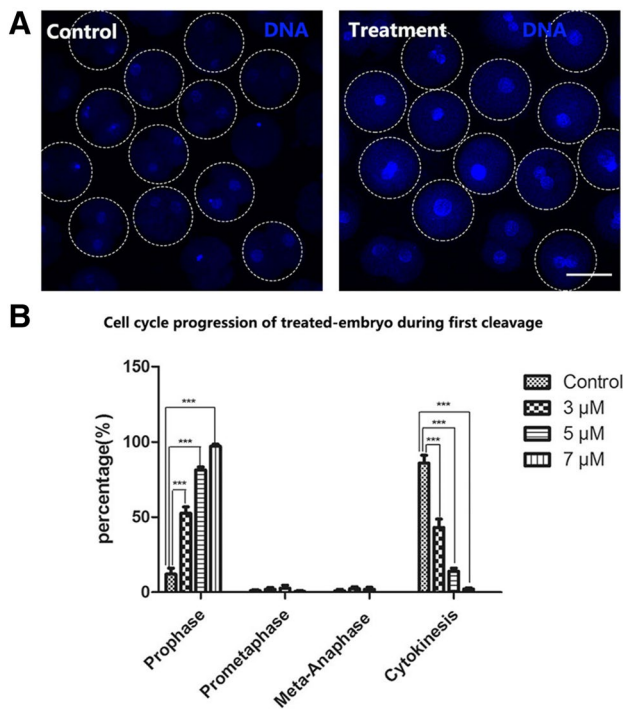 A
Control
DNA
Treatment
DNA
B
Cell cycle progression of treated-embryo during first cleavage
percentage(%)
150
100
50
0
***
***
***
***
***
***
Prophase
Prometaphase
Meta-Anaphase
Cytokinesis
Control
3 μM
5 μM
7 μM